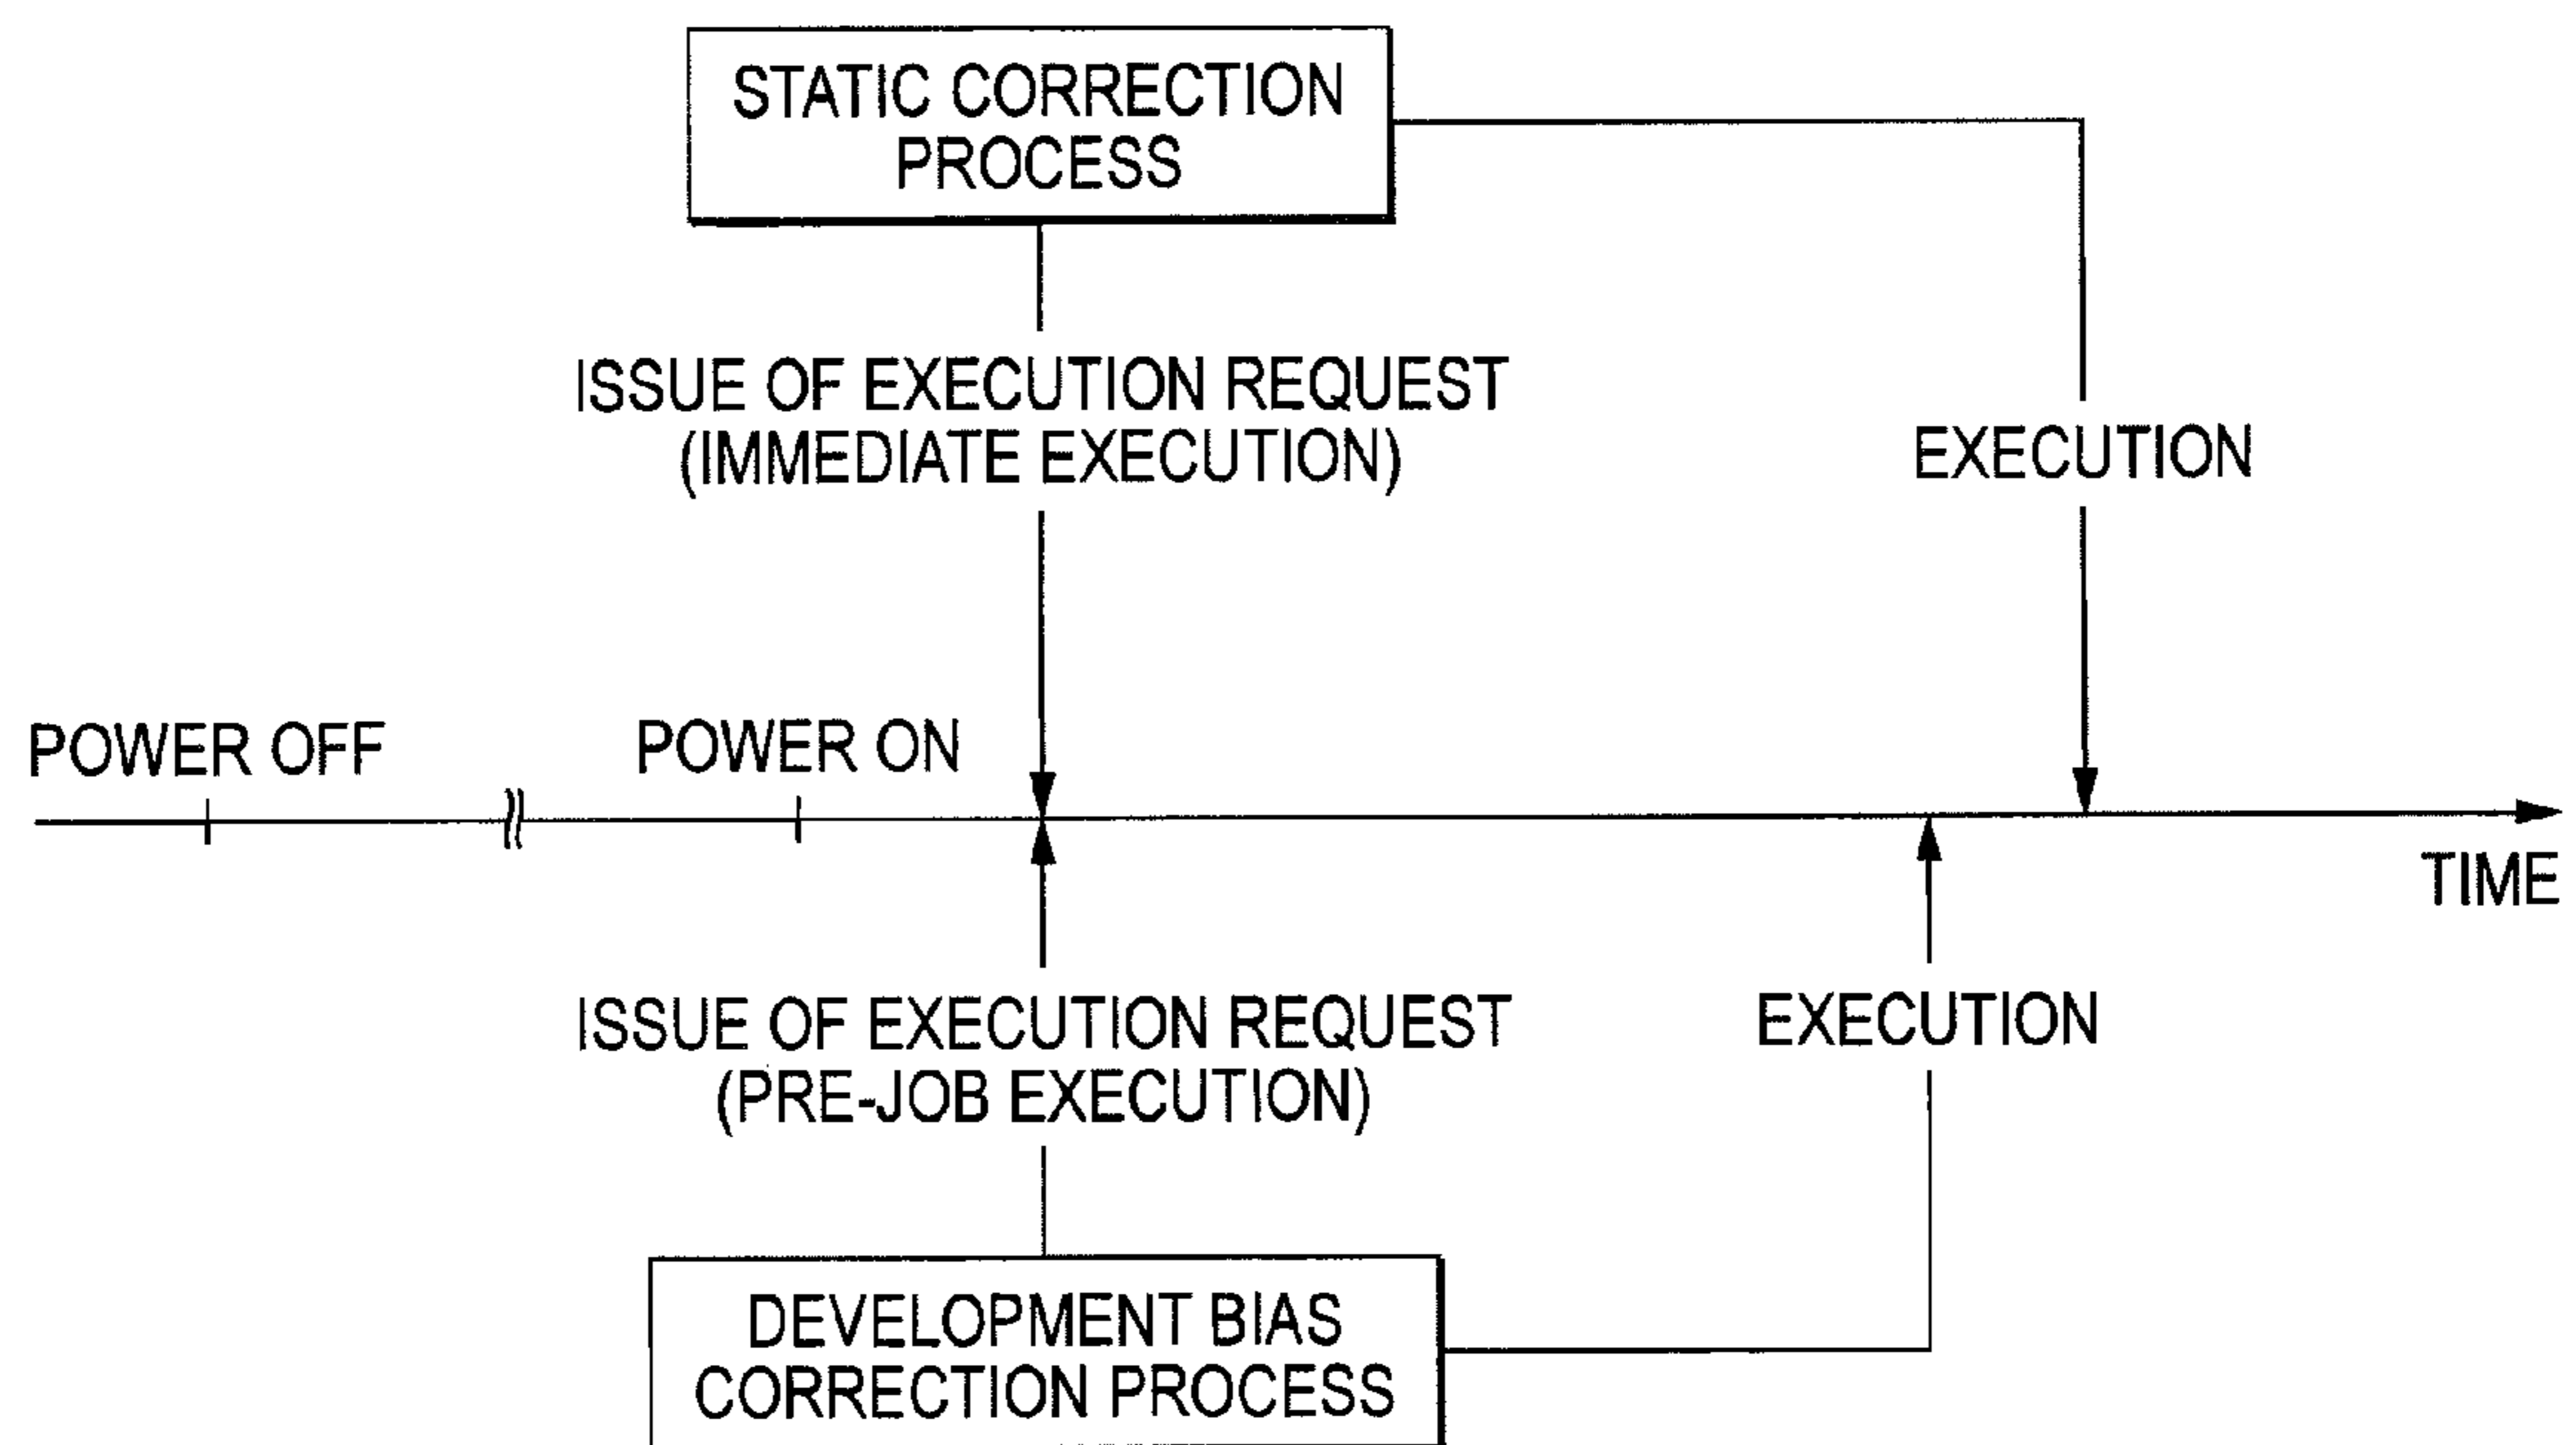 STATIC CORRECTION
PROCESS
ISSUE OF EXECUTION REQUEST
(IMMEDIATE EXECUTION)
EXECUTION
POWER OFF
POWER ON
TIME
ISSUE OF EXECUTION REQUEST
(PRE-JOB EXECUTION)
EXECUTION
DEVELOPMENT BIAS
CORRECTION PROCESS